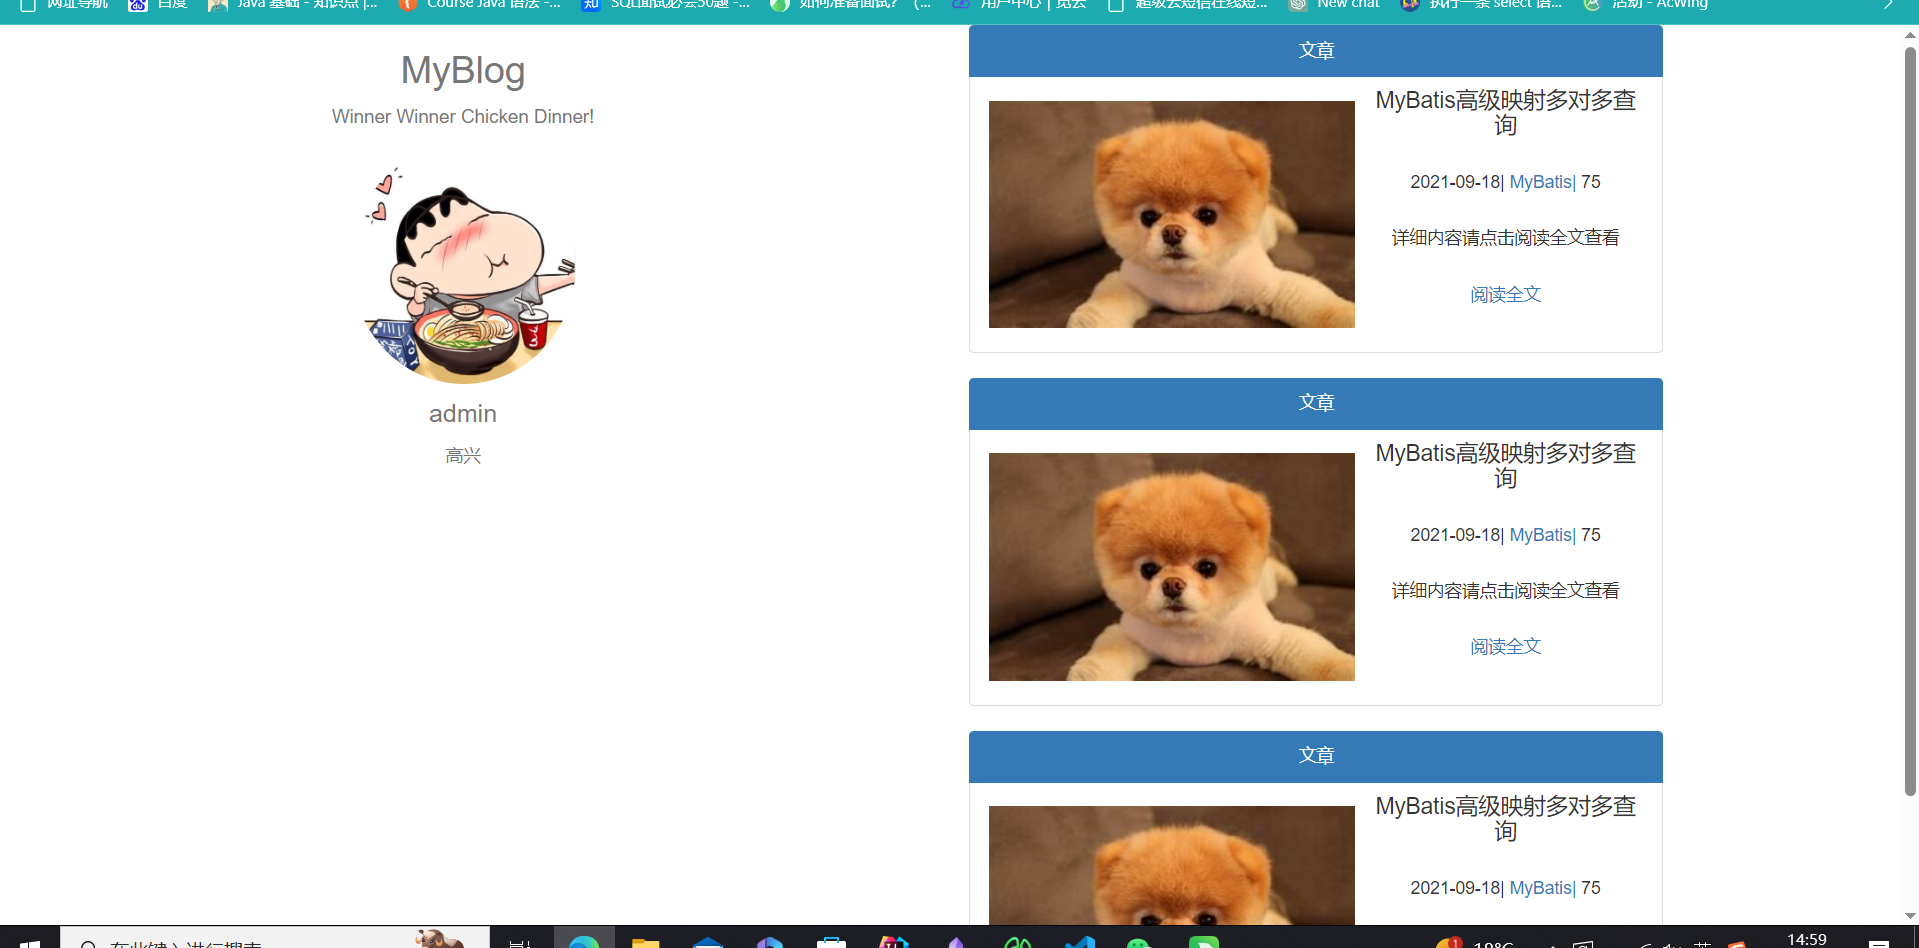 网址导航 百度 Java 基础 - 知识点 |... Course Java 语法 -... SQL面试必会50题 -... 如何准备面试？（... 用户中心 | 览云 超级云短信在线短... New chat 执行一条 select 语... 活动 - AcWing
MyBlog
Winner Winner Chicken Dinner!
admin
高兴
文章
MyBatis高级映射多对多查
询
2021-09-18| MyBatis| 75
详细内容请点击阅读全文查看
阅读全文
文章
MyBatis高级映射多对多查
询
2021-09-18| MyBatis| 75
详细内容请点击阅读全文查看
阅读全文
文章
MyBatis高级映射多对多查
询
2021-09-18| MyBatis| 75
在此键入进行搜索
14:59